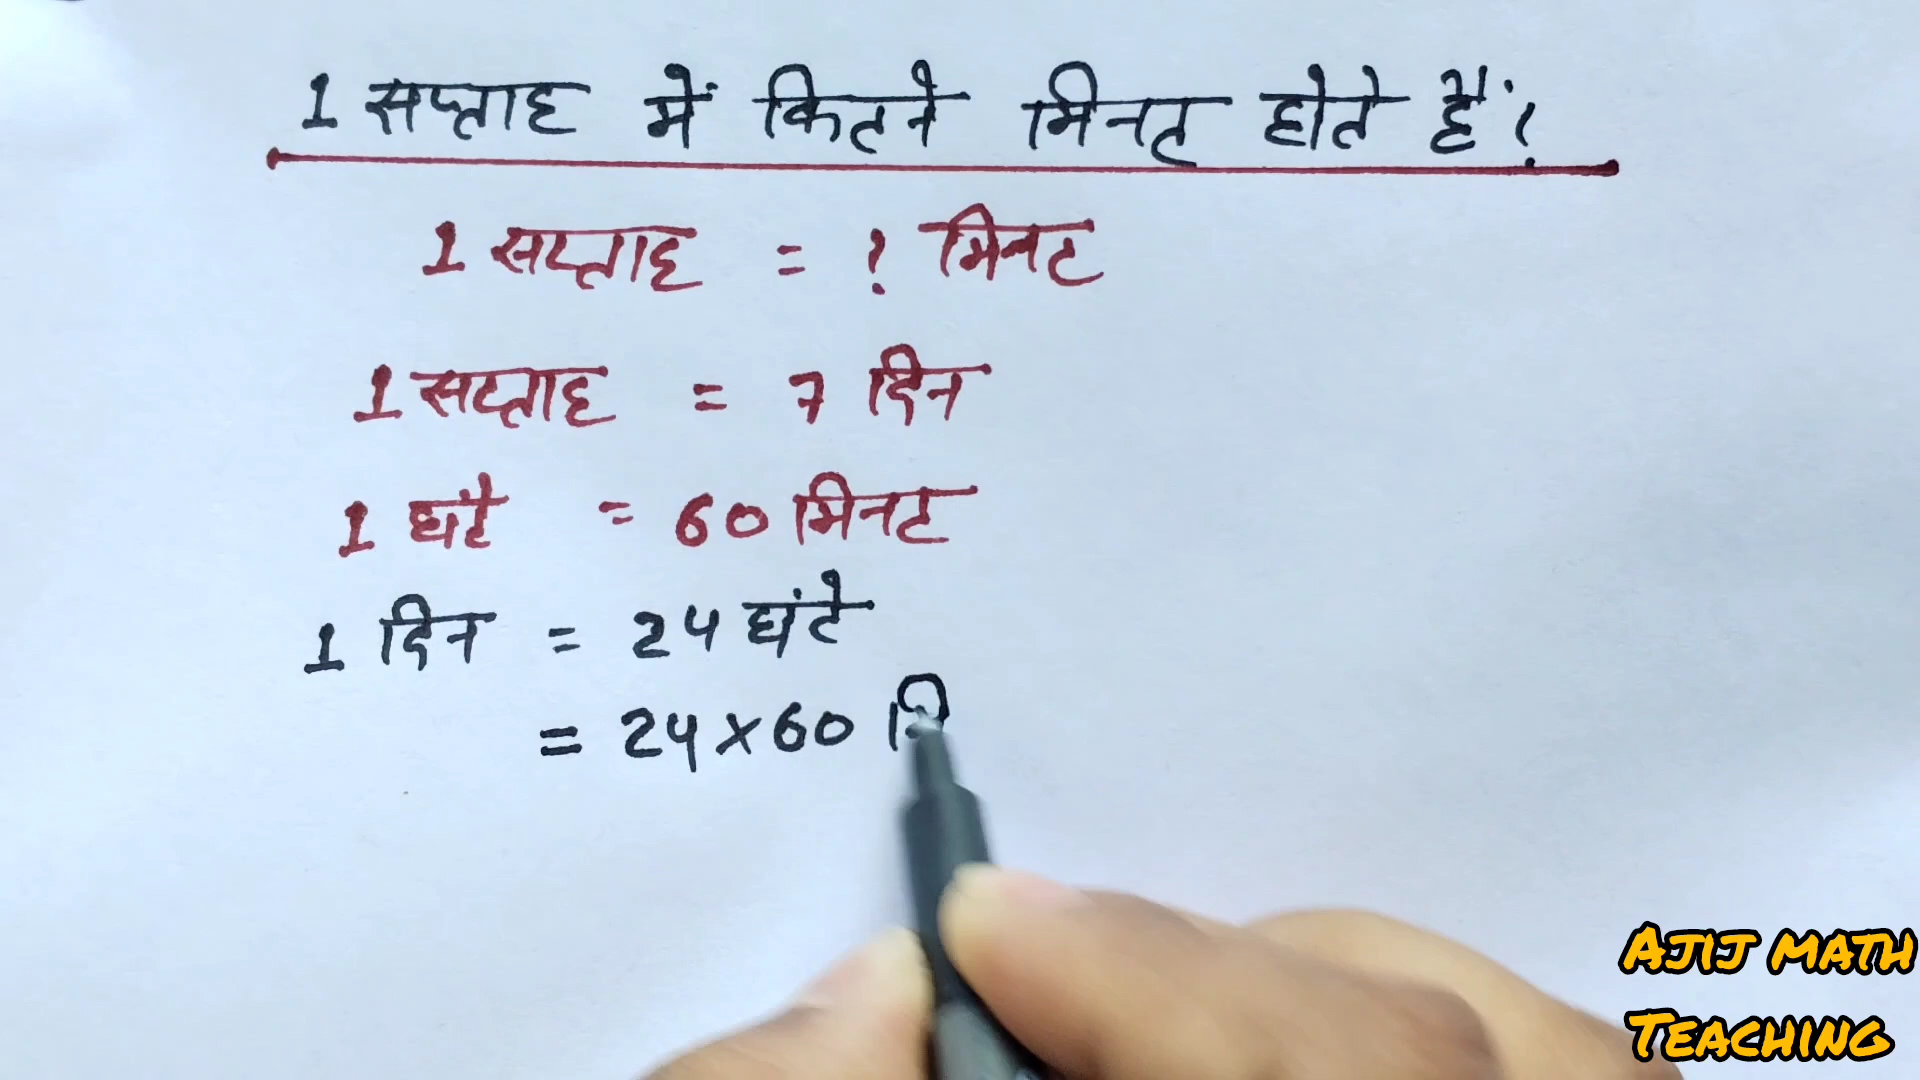 1 सप्ताह में कितने मिनट होते हैं?
1 सप्ताह = ? मिनट
1 सप्ताह = 7 दिन
1 घंटे = 60 मिनट
1 दिन = 24 घंटे
= 24 × 60 मि
AJIJ MATH
TEACHING